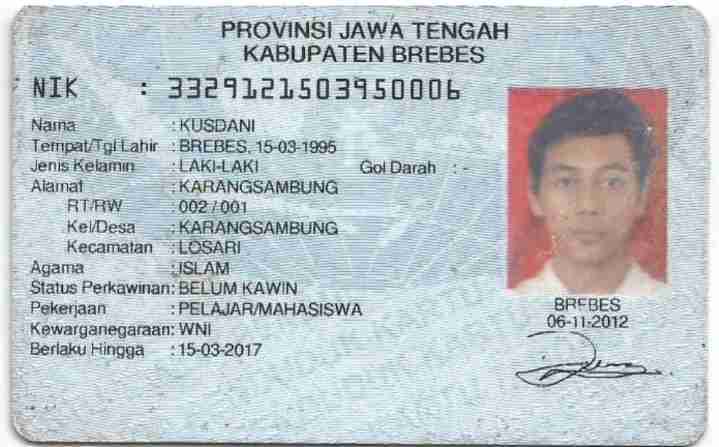 PROVINSI JAWA TENGAH
KABUPATEN BREBES
NIK : 3329121503950006
Nama : KUSDANI
Tempat/Tgl Lahir : BREBES, 15-03-1995
Jenis Kelamin : LAKI-LAKI Gol Darah : -
Alamat : KARANGSAMBUNG
RT/RW : 002 / 001
Kel/Desa : KARANGSAMBUNG
Kecamatan : LOSARI
Agama : ISLAM
Status Perkawinan: BELUM KAWIN
Pekerjaan : PELAJAR/MAHASISWA
Kewarganegaraan: WNI
Berlaku Hingga : 15-03-2017
BREBES
06-11-2012